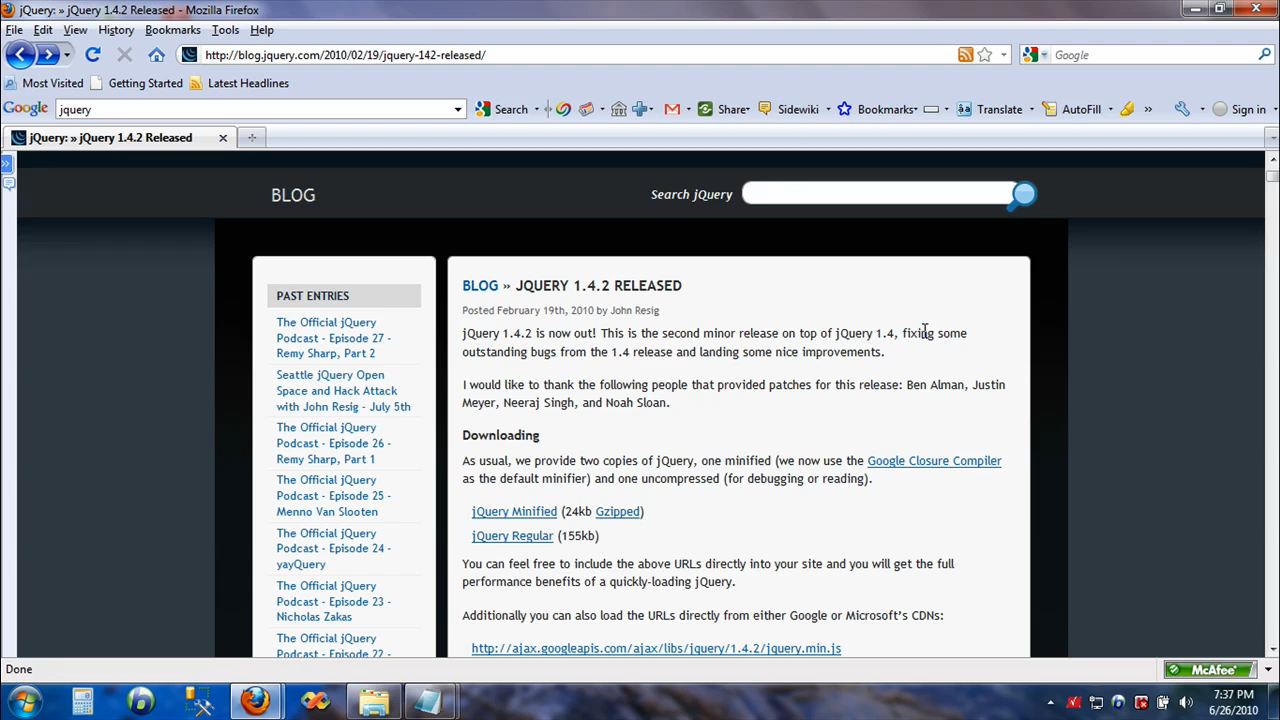 jQuery: » jQuery 1.4.2 Released - Mozilla Firefox
File Edit View History Bookmarks Tools Help
http://blog.jquery.com/2010/02/19/jquery-142-released/ Google
Most Visited Getting Started Latest Headlines
Google jquery Search Share Sidewiki Bookmarks Translate AutoFill » Sign in
jQuery: » jQuery 1.4.2 Released
BLOG Search jQuery
PAST ENTRIES
The Official jQuery
Podcast - Episode 27 -
Remy Sharp, Part 2
Seattle jQuery Open
Space and Hack Attack
with John Resig - July 5th
The Official jQuery
Podcast - Episode 26 -
Remy Sharp, Part 1
The Official jQuery
Podcast - Episode 25 -
Menno Van Slooten
The Official jQuery
Podcast - Episode 24 -
yayQuery
The Official jQuery
Podcast - Episode 23 -
Nicholas Zakas
The Official jQuery
Podcast - Episode 22 -
BLOG » JQUERY 1.4.2 RELEASED
Posted February 19th, 2010 by John Resig
jQuery 1.4.2 is now out! This is the second minor release on top of jQuery 1.4, fixing some
outstanding bugs from the 1.4 release and landing some nice improvements.
I would like to thank the following people that provided patches for this release: Ben Alman, Justin
Meyer, Neeraj Singh, and Noah Sloan.
Downloading
As usual, we provide two copies of jQuery, one minified (we now use the Google Closure Compiler
as the default minifier) and one uncompressed (for debugging or reading).
jQuery Minified (24kb Gzipped)
jQuery Regular (155kb)
You can feel free to include the above URLs directly into your site and you will get the full
performance benefits of a quickly-loading jQuery.
Additionally you can also load the URLs directly from either Google or Microsoft's CDNs:
http://ajax.googleapis.com/ajax/libs/jquery/1.4.2/jquery.min.js
Done McAfee
7:37 PM
6/26/2010